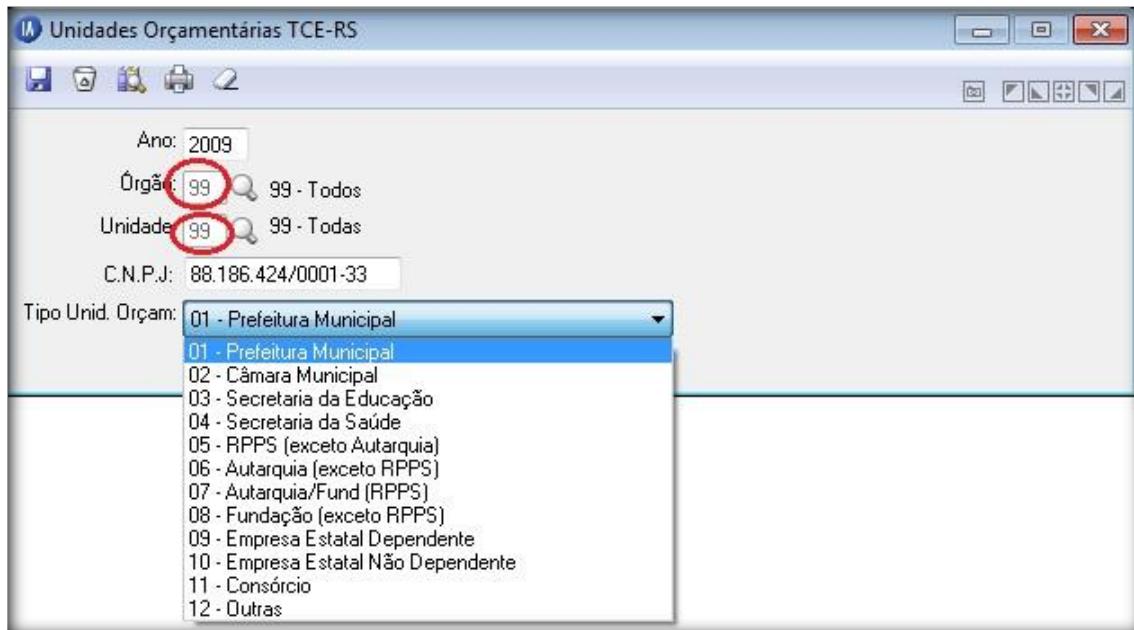 Unidades Orçamentárias TCE-RS
Ano: 2009
Órgão: 99 99 - Todos
Unidade 99 99 - Todas
C.N.P.J: 88.186.424/0001-33
Tipo Unid. Orçam: 01 - Prefeitura Municipal
01 - Prefeitura Municipal
02 - Câmara Municipal
03 - Secretaria da Educação
04 - Secretaria da Saúde
05 - RPPS (exceto Autarquia)
06 - Autarquia (exceto RPPS)
07 - Autarquia/Fund (RPPS)
08 - Fundação (exceto RPPS)
09 - Empresa Estatal Dependente
10 - Empresa Estatal Não Dependente
11 - Consórcio
12 - Outras